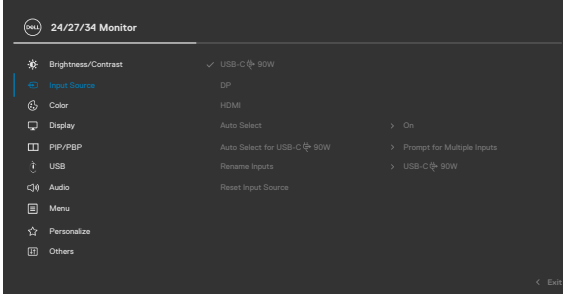 DELL 24/27/34 Monitor
Brightness/Contrast USB-C 90W
Input Source DP
Color HDMI
Display Auto Select On
PIP/PBP Auto Select for USB-C 90W Prompt for Multiple Inputs
USB Rename Inputs USB-C 90W
Audio Reset Input Source
Menu
Personalize
Others
Exit